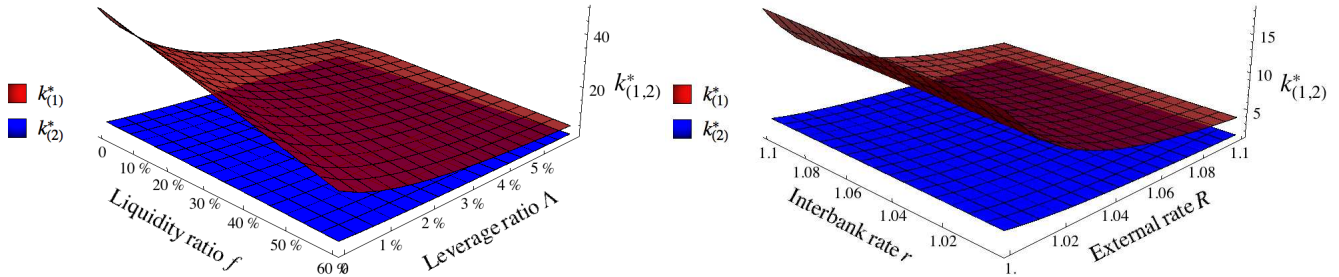 k*(1)
k*(2)
0
10 %
20 %
30 %
40 %
50 %
60 %
Liquidity ratio f
0
1 %
2 %
3 %
4 %
5 %
Leverage ratio Λ
40
20
k*(1,2)
k*(1)
k*(2)
1.1
1.08
1.06
1.04
1.02
Interbank rate r
1.
1.02
1.04
1.06
1.08
1.1
External rate R
15
10
5
k*(1,2)